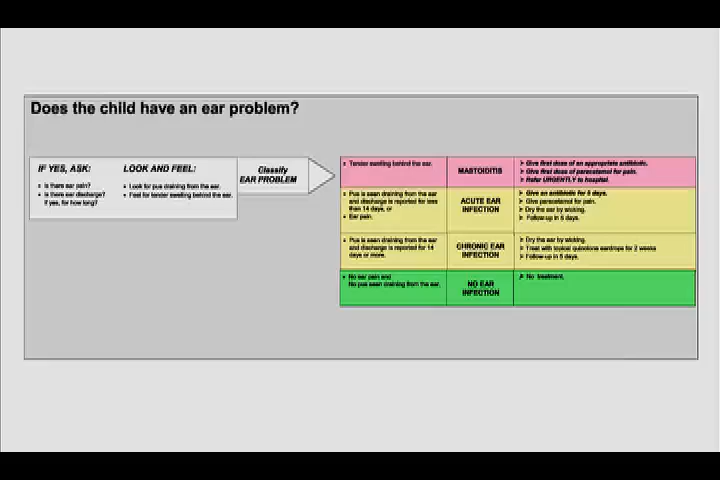 Does the child have an ear problem?
IF YES, ASK:
• Is there ear pain?
• Is there ear discharge?
If yes, for how long?
LOOK AND FEEL:
• Look for pus draining from the ear.
• Feel for tender swelling behind the ear.
Classify
EAR PROBLEM
• Tender swelling behind the ear.
MASTOIDITIS
➢ Give first dose of an appropriate antibiotic.
➢ Give first dose of paracetamol for pain.
➢ Refer URGENTLY to hospital.
• Pus is seen draining from the ear
and discharge is reported for less
than 14 days, or
• Ear pain.
ACUTE EAR
INFECTION
➢ Give an antibiotic for 5 days.
➢ Give paracetamol for pain.
➢ Dry the ear by wicking.
➢ Follow-up in 5 days.
• Pus is seen draining from the ear
and discharge is reported for 14
days or more.
CHRONIC EAR
INFECTION
➢ Dry the ear by wicking.
➢ Treat with topical quinolone eardrops for 2 weeks
➢ Follow-up in 5 days.
• No ear pain and
No pus seen draining from the ear.
NO EAR
INFECTION
➢ No treatment.